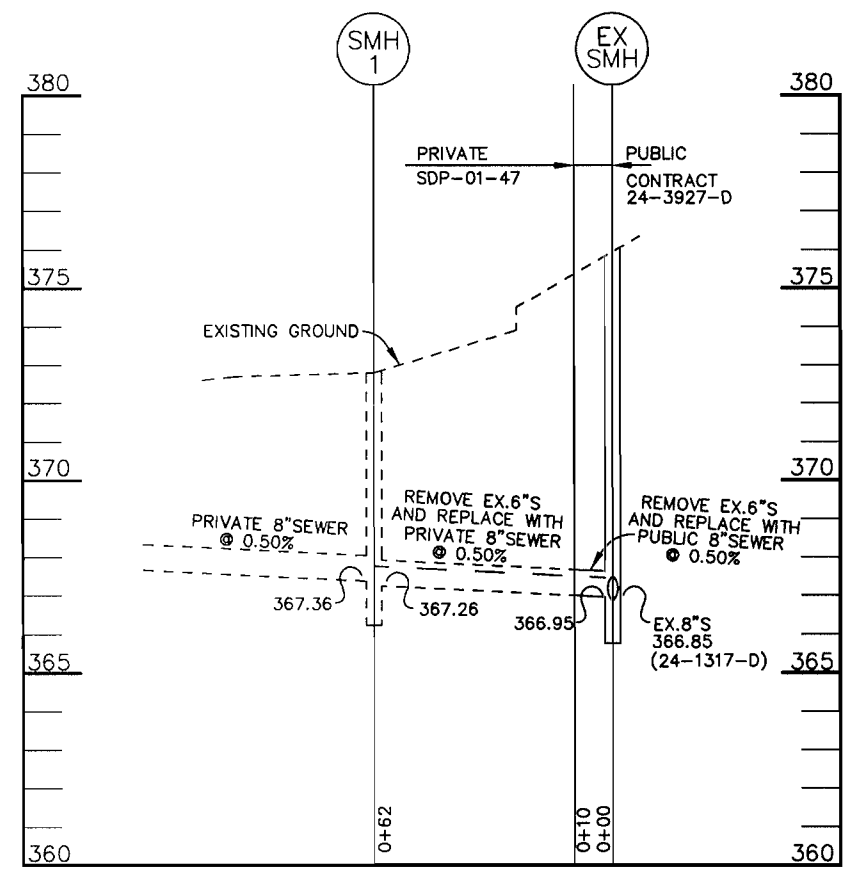 SMH
1
EX
SMH
380
380
PRIVATE
SDP-01-47
PUBLIC
CONTRACT
24-3927-D
375
375
EXISTING GROUND
370
370
PRIVATE 8"SEWER
@ 0.50%
REMOVE EX.6"S
AND REPLACE WITH
PRIVATE 8"SEWER
@ 0.50%
REMOVE EX.6"S
AND REPLACE WITH
PUBLIC 8"SEWER
@ 0.50%
367.36
367.26
366.95
EX.8"S
366.85
(24-1317-D)
365
365
0+62
0+10
0+00
360
360